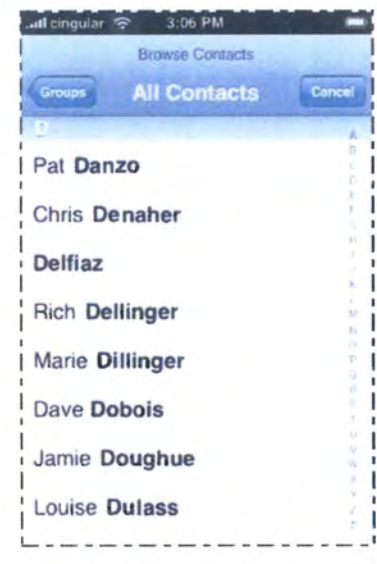 cingular 3:06 PM
Browse Contacts
Groups All Contacts Cancel
D
Pat Danzo
Chris Denaher
Delfiaz
Rich Dellinger
Marie Dillinger
Dave Dobois
Jamie Doughue
Louise Dulass